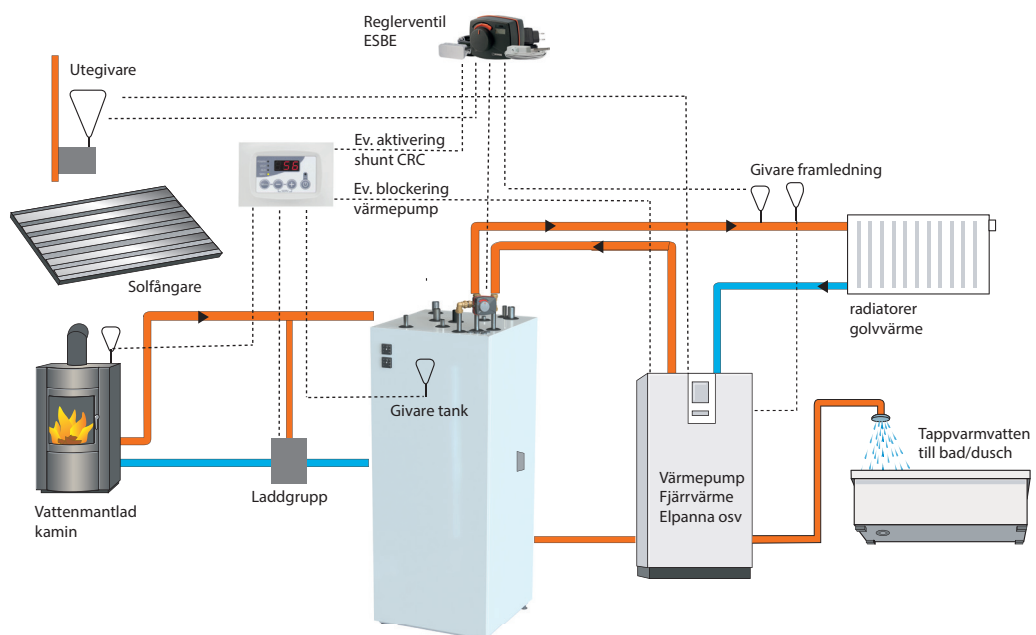 Reglerventil
ESBE
Utegivare
Ev. aktivering
shunt CRC
Ev. blockering
värmepump
Givare framledning
Solfångare
radiatorer
golvvärme
Givare tank
Laddgrupp
Vattenmantlad
kamin
Värmepump
Fjärrvärme
Elpanna osv
Tappvarmvatten
till bad/dusch